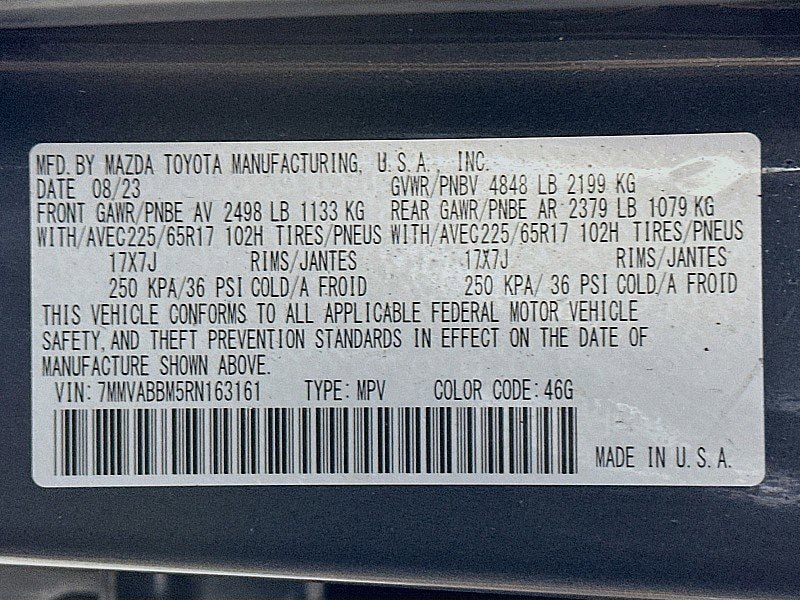 MFD. BY MAZDA TOYOTA MANUFACTURING, U.S.A., INC.
DATE 08/23 GVWR/PNBV 4848 LB 2199 KG
FRONT GAWR/PNBE AV 2498 LB 1133 KG REAR GAWR/PNBE AR 2379 LB 1079 KG
WITH/AVEC225/65R17 102H TIRES/PNEUS WITH/AVEC225/65R17 102H TIRES/PNEUS
17X7J RIMS/JANTES 17X7J RIMS/JANTES
250 KPA/36 PSI COLD/A FROID 250 KPA/ 36 PSI COLD/A FROID
THIS VEHICLE CONFORMS TO ALL APPLICABLE FEDERAL MOTOR VEHICLE
SAFETY, AND THEFT PREVENTION STANDARDS IN EFFECT ON THE DATE OF
MANUFACTURE SHOWN ABOVE.
VIN: 7MMVABBM5RN163161 TYPE: MPV COLOR CODE: 46G
MADE IN U.S.A.